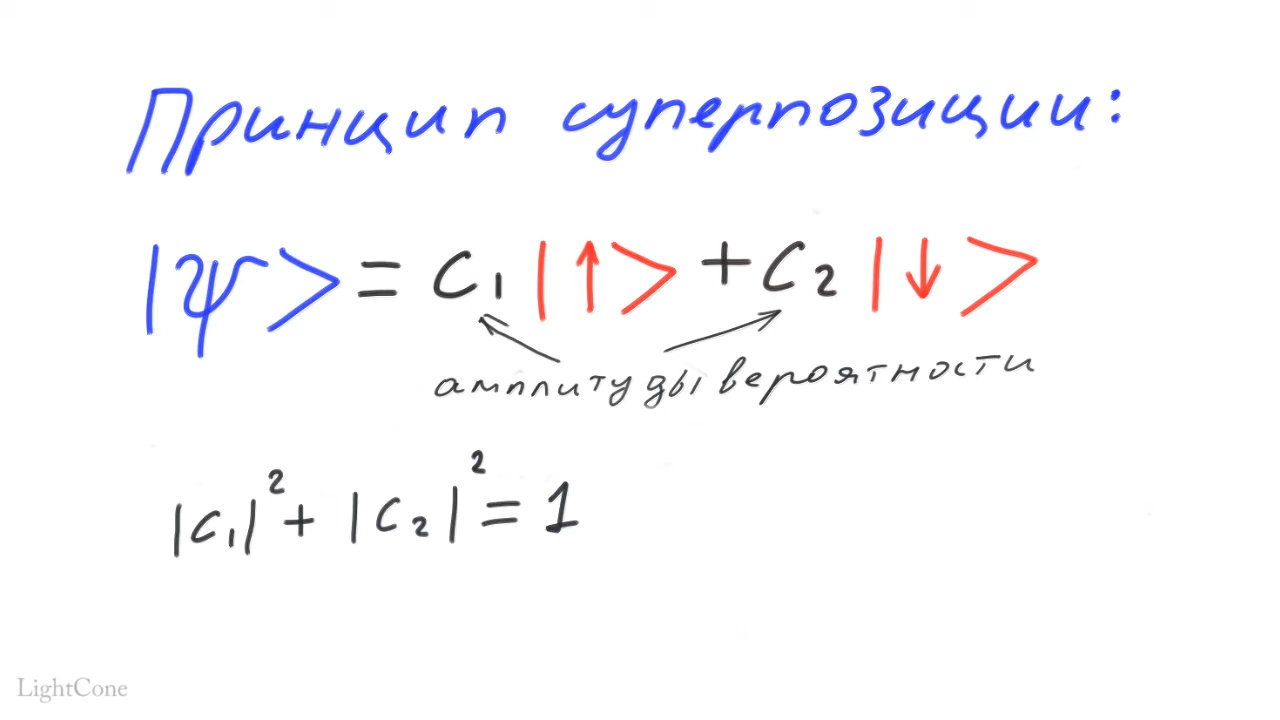 Принцип суперпозиции:
|ψ> = C₁|↑> + C₂|↓>
амплитуды вероятности
|C₁|² + |C₂|² = 1
LightCone